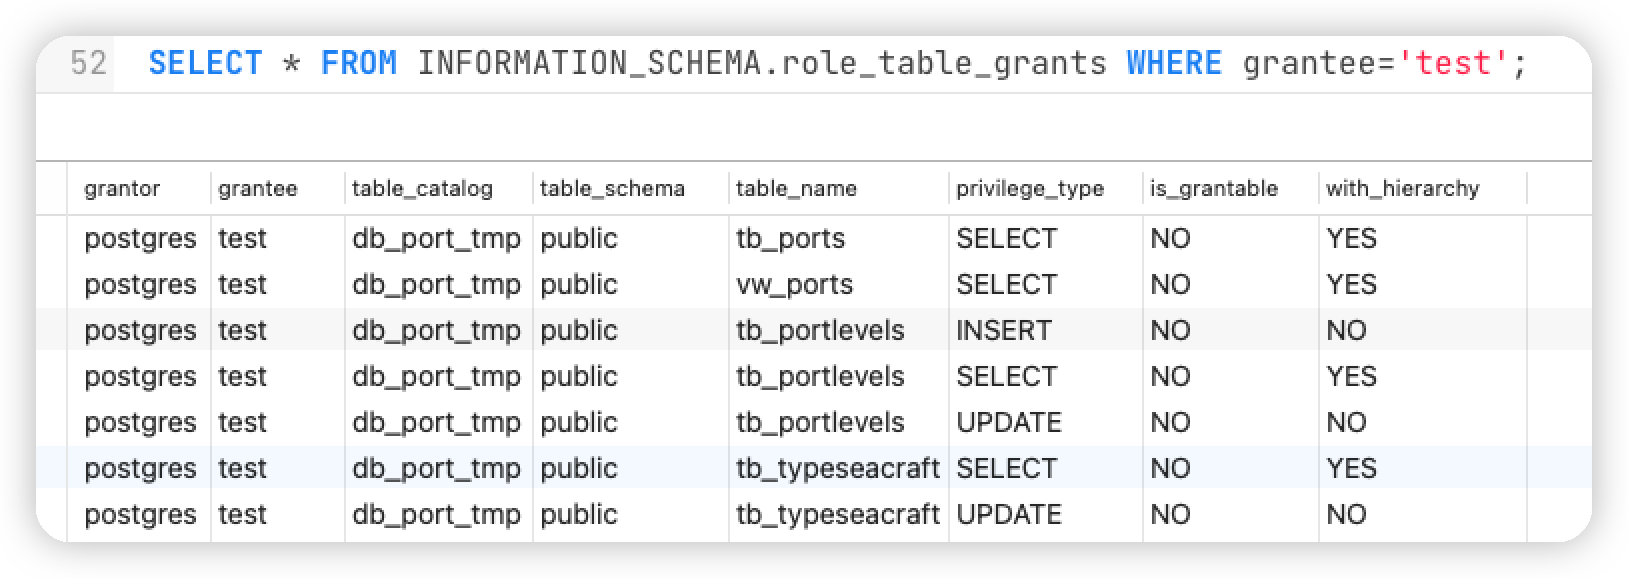 52 SELECT * FROM INFORMATION_SCHEMA.role_table_grants WHERE grantee='test';
grantor grantee table_catalog table_schema table_name privilege_type is_grantable with_hierarchy
postgres test db_port_tmp public tb_ports SELECT NO YES
postgres test db_port_tmp public vw_ports SELECT NO YES
postgres test db_port_tmp public tb_portlevels INSERT NO NO
postgres test db_port_tmp public tb_portlevels SELECT NO YES
postgres test db_port_tmp public tb_portlevels UPDATE NO NO
postgres test db_port_tmp public tb_typeseacraft SELECT NO YES
postgres test db_port_tmp public tb_typeseacraft UPDATE NO NO